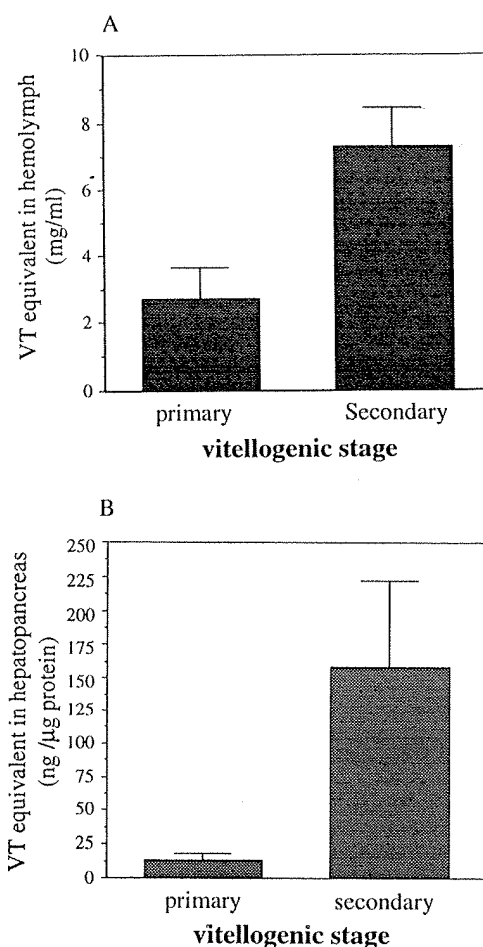 A
10
8
6
4
2
0
VT equivalent in hemolymph
(mg/ml)
primary
Secondary
vitellogenic stage
B
250
225
200
175
150
125
100
75
50
25
0
VT equivalent in hepatopancreas
(ng /µg protein)
primary
secondary
vitellogenic stage